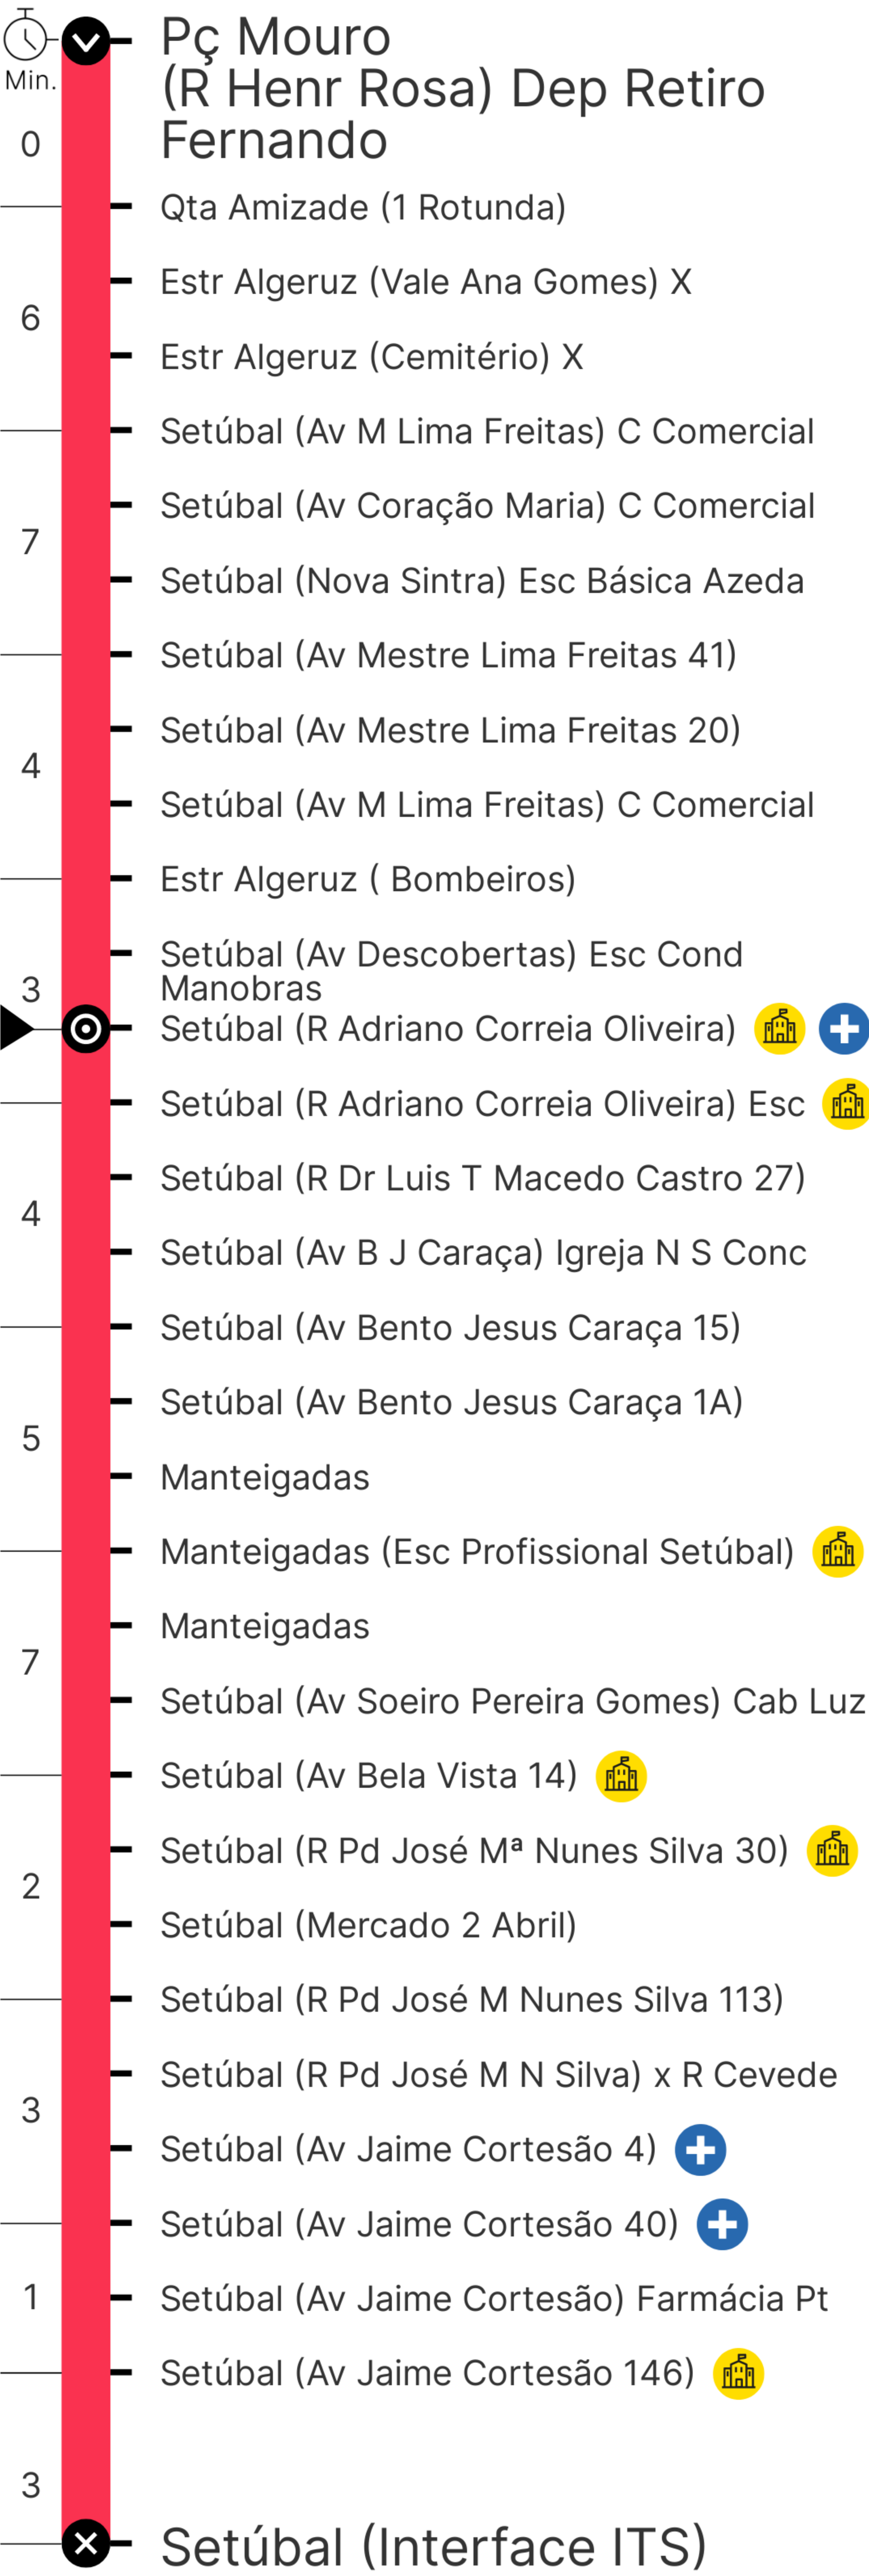 Min.
Pç Mouro
(R Henr Rosa) Dep Retiro
Fernando
0
Qta Amizade (1 Rotunda)
Estr Algeruz (Vale Ana Gomes) X
6
Estr Algeruz (Cemitério) X
Setúbal (Av M Lima Freitas) C Comercial
Setúbal (Av Coração Maria) C Comercial
7
Setúbal (Nova Sintra) Esc Básica Azeda
Setúbal (Av Mestre Lima Freitas 41)
Setúbal (Av Mestre Lima Freitas 20)
4
Setúbal (Av M Lima Freitas) C Comercial
Estr Algeruz ( Bombeiros)
Setúbal (Av Descobertas) Esc Cond
Manobras
3
Setúbal (R Adriano Correia Oliveira)
Setúbal (R Adriano Correia Oliveira) Esc
Setúbal (R Dr Luis T Macedo Castro 27)
4
Setúbal (Av B J Caraça) Igreja N S Conc
Setúbal (Av Bento Jesus Caraça 15)
Setúbal (Av Bento Jesus Caraça 1A)
5
Manteigadas
Manteigadas (Esc Profissional Setúbal)
Manteigadas
7
Setúbal (Av Soeiro Pereira Gomes) Cab Luz
Setúbal (Av Bela Vista 14)
Setúbal (R Pd José Mª Nunes Silva 30)
2
Setúbal (Mercado 2 Abril)
Setúbal (R Pd José M Nunes Silva 113)
Setúbal (R Pd José M N Silva) x R Cevede
3
Setúbal (Av Jaime Cortesão 4)
Setúbal (Av Jaime Cortesão 40)
1
Setúbal (Av Jaime Cortesão) Farmácia Pt
Setúbal (Av Jaime Cortesão 146)
3
Setúbal (Interface ITS)